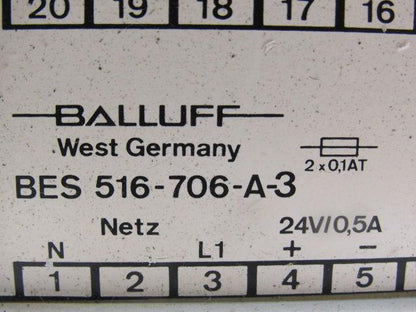 20 19 18 17 16
BALLUFF
West Germany
2 x 0,1AT
BES 516-706-A-3
Netz 24V/0,5A
N L1 + −
1 2 3 4 5